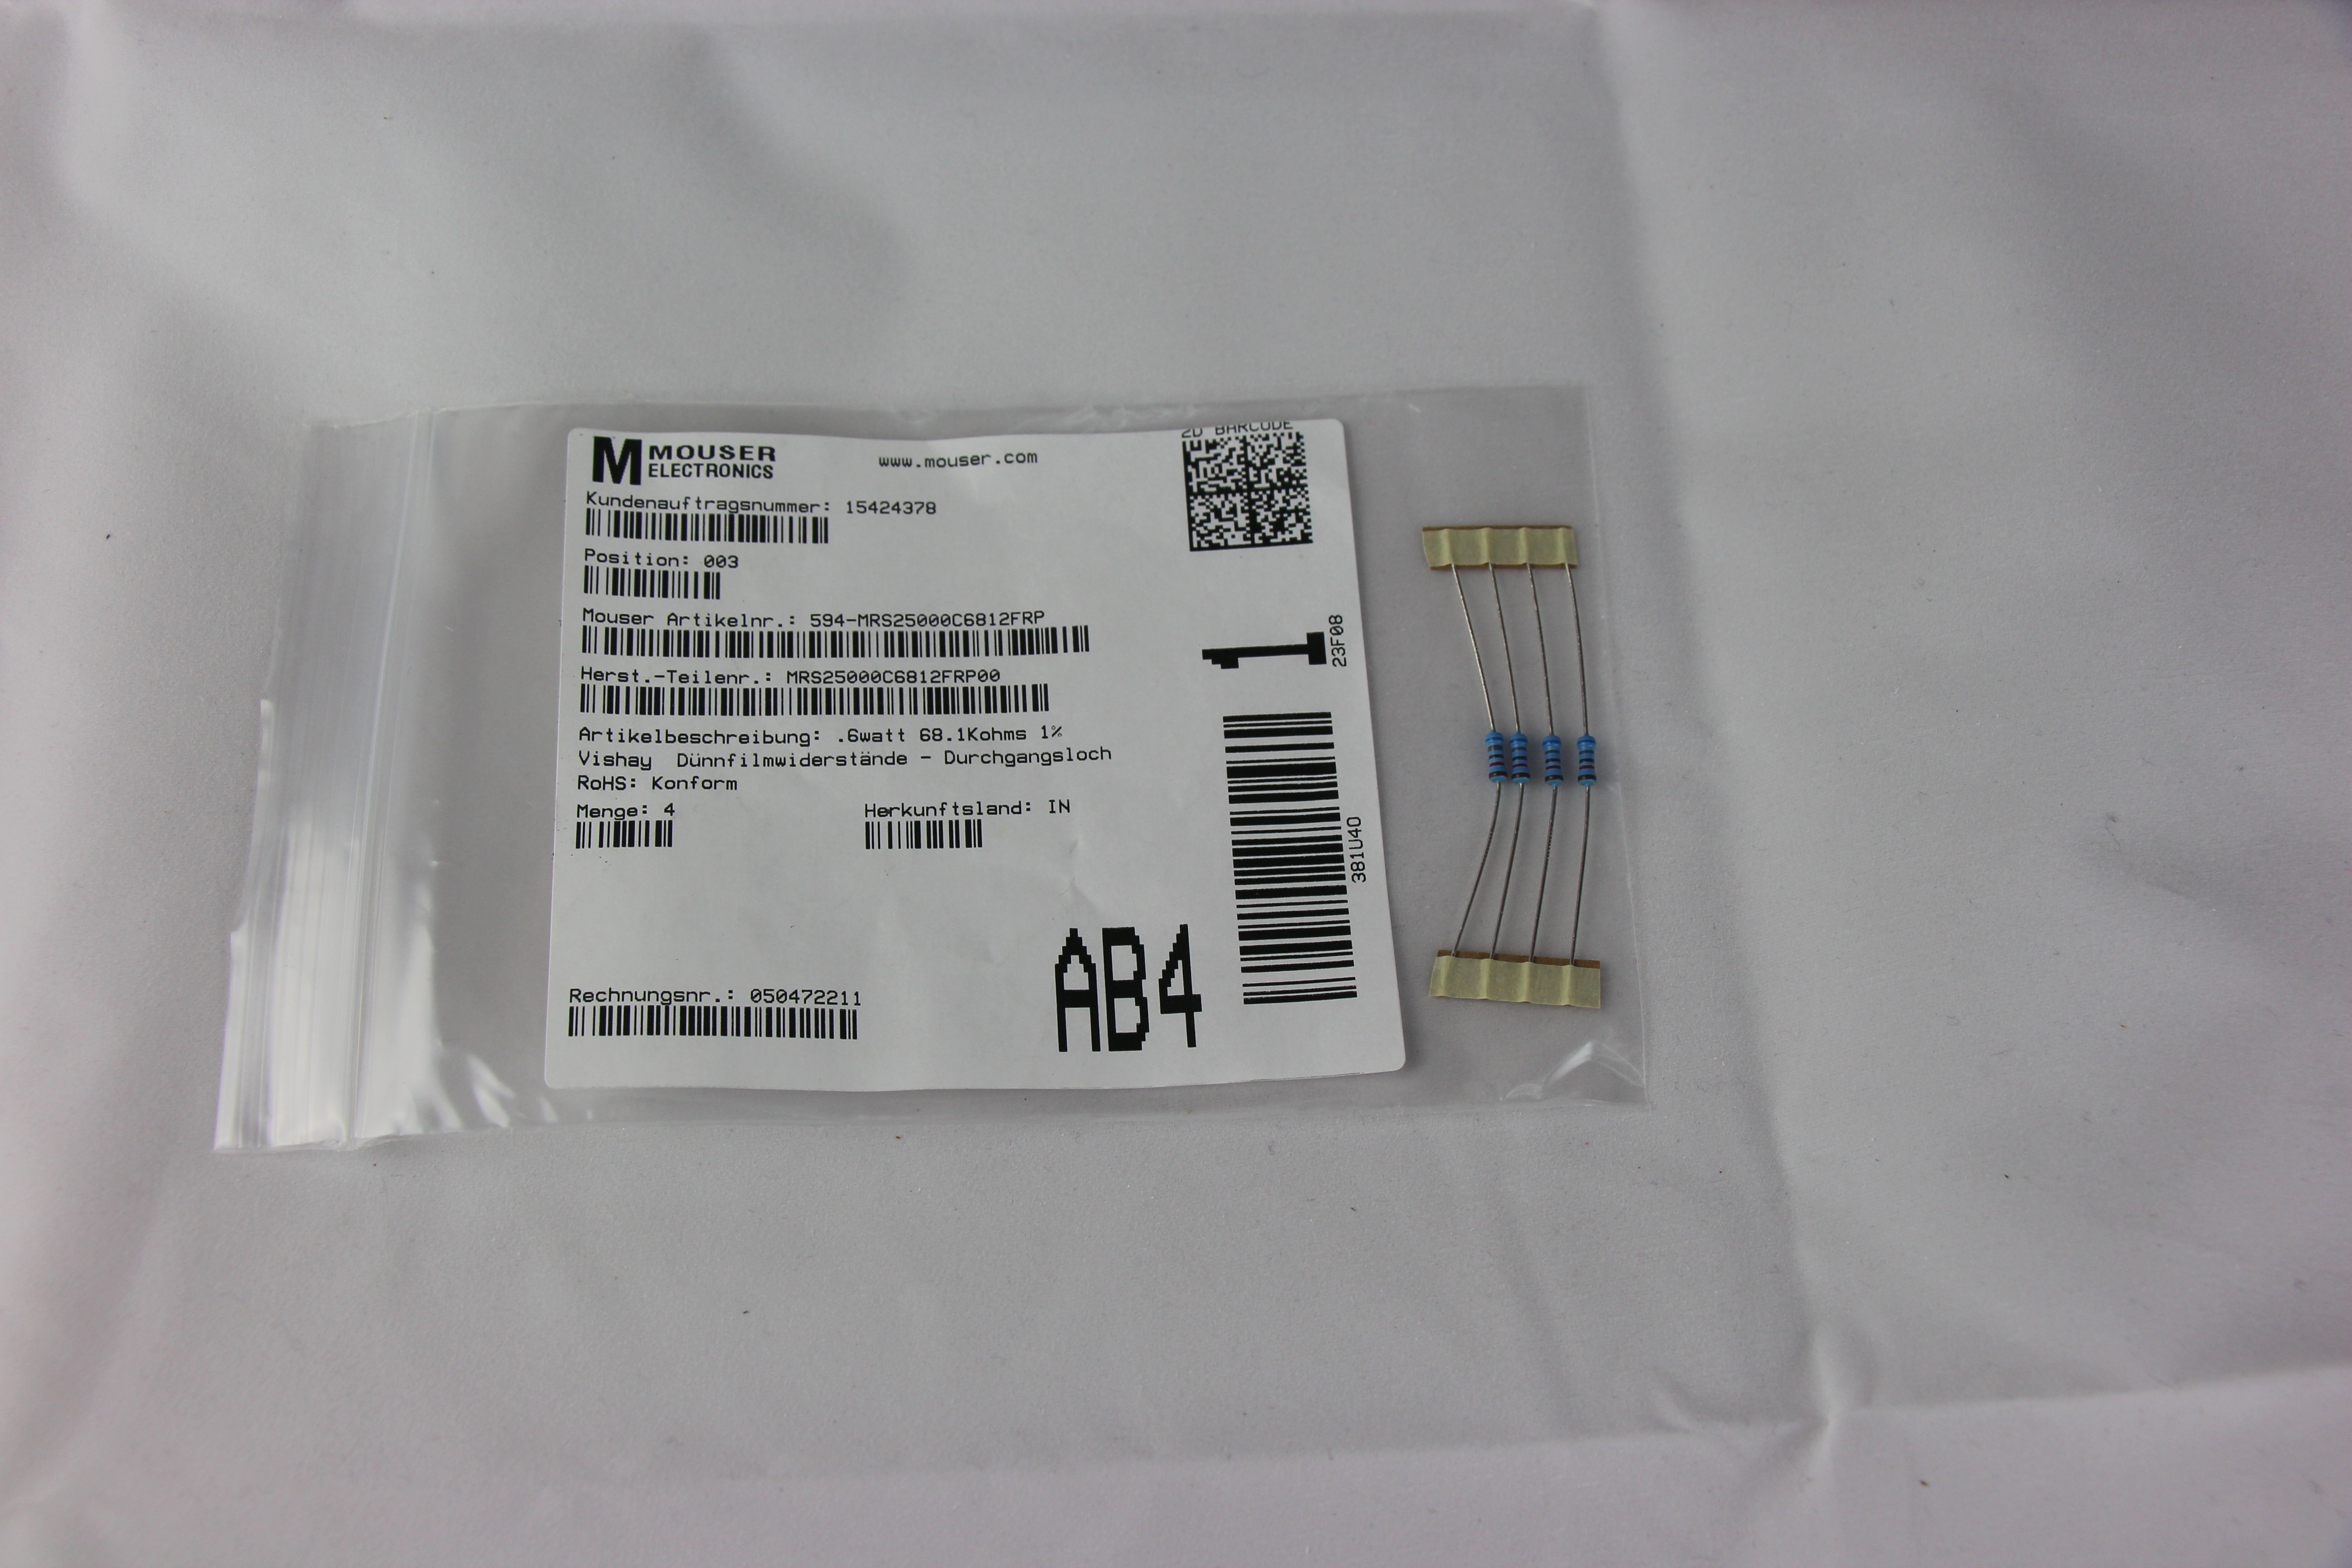 MOUSER
ELECTRONICS
www.mouser.com
2D BARCODE
Kundenauftragsnummer: 15424378
Position: 003
Mouser Artikelnr.: 594-MRS25000C6812FRP
Herst.-Teilenr.: MRS25000C6812FRP00
Artikelbeschreibung: .6watt 68.1Kohms 1%
Vishay Dünnfilmwiderstände - Durchgangsloch
RoHS: Konform
Menge: 4
Herkunftsland: IN
Rechnungsnr.: 050472211
AB4
1
23F08
381U40